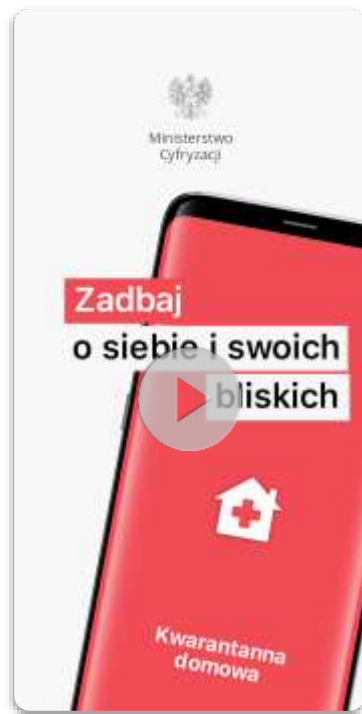 Ministerstwo
Cyfryzacji
Zadbaj
o siebie i swoich
bliskich
Kwarantanna
domowa